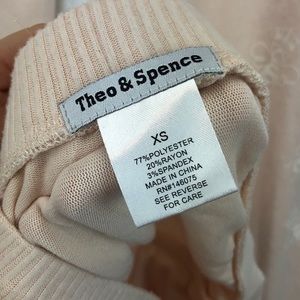 Theo & Spence
XS
77%POLYESTER
20%RAYON
3%SPANDEX
MADE IN CHINA
RN#146075
SEE REVERSE
FOR CARE